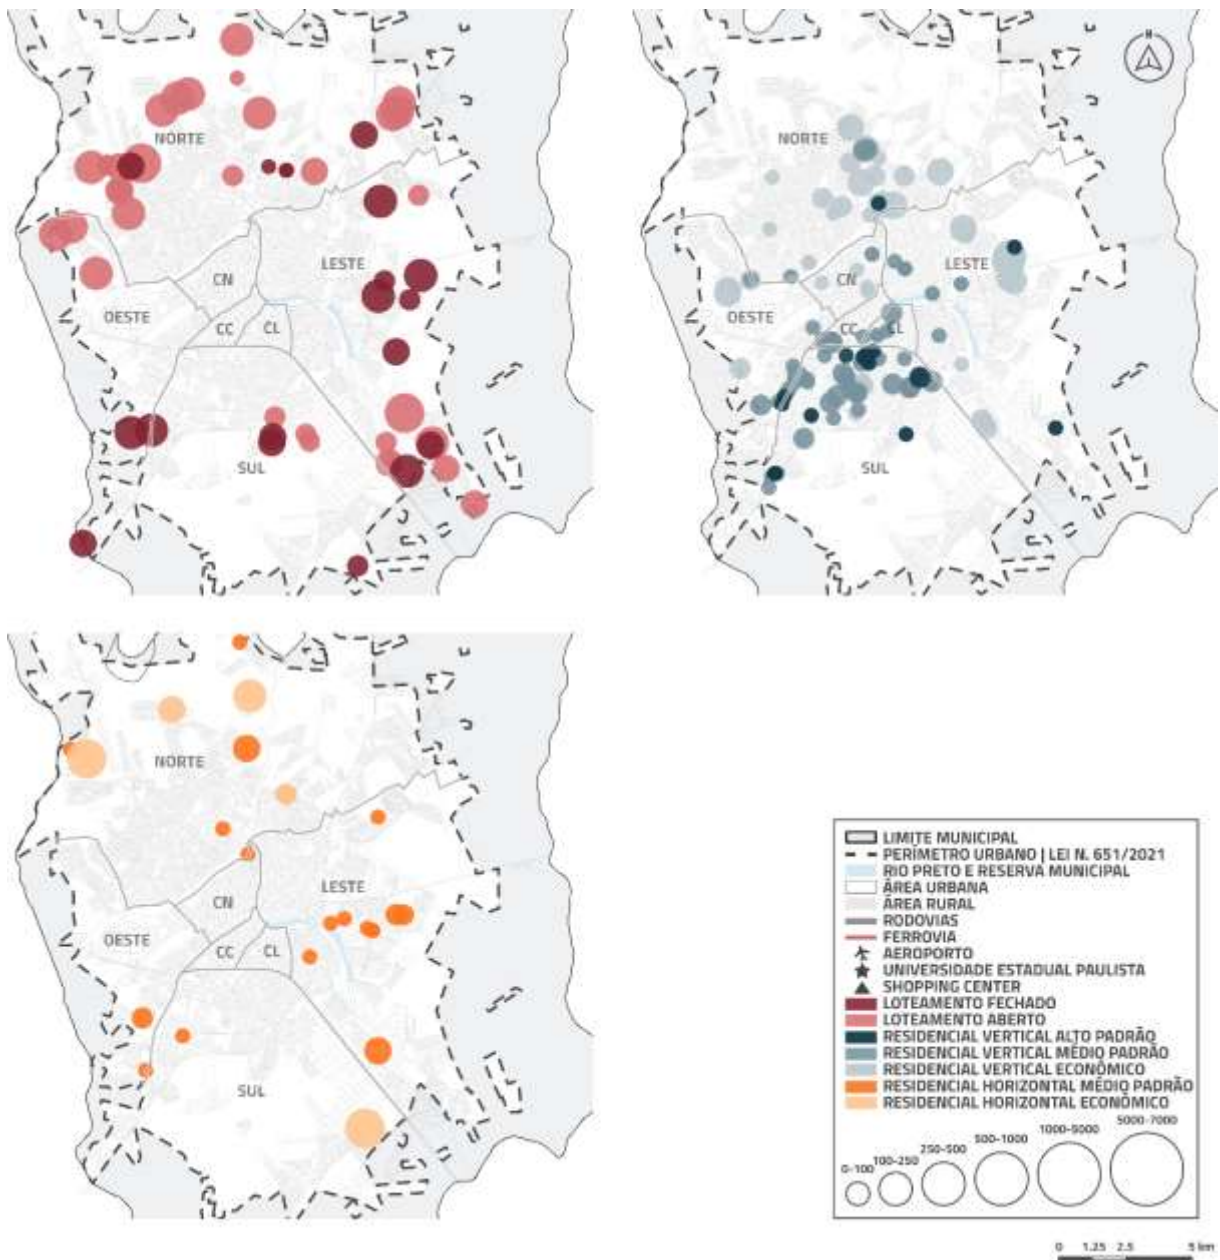 NORTE
LESTE
CN
OESTE
CC
CL
SUL
N
NORTE
LESTE
CN
OESTE
CC
CL
SUL
NORTE
LESTE
CN
OESTE
CC
CL
SUL
LIMITE MUNICIPAL
PERÍMETRO URBANO | LEI N. 651/2021
RIO PRETO E RESERVA MUNICIPAL
ÁREA URBANA
ÁREA RURAL
RODOVIAS
FERROVIA
AEROPORTO
UNIVERSIDADE ESTADUAL PAULISTA
SHOPPING CENTER
LOTEAMENTO FECHADO
LOTEAMENTO ABERTO
RESIDENCIAL VERTICAL ALTO PADRÃO
RESIDENCIAL VERTICAL MÉDIO PADRÃO
RESIDENCIAL VERTICAL ECONÔMICO
RESIDENCIAL HORIZONTAL MÉDIO PADRÃO
RESIDENCIAL HORIZONTAL ECONÔMICO
0-100 100-250 250-500 500-1000 1000-5000 5000-7000
0 1.25 2.5 5 km